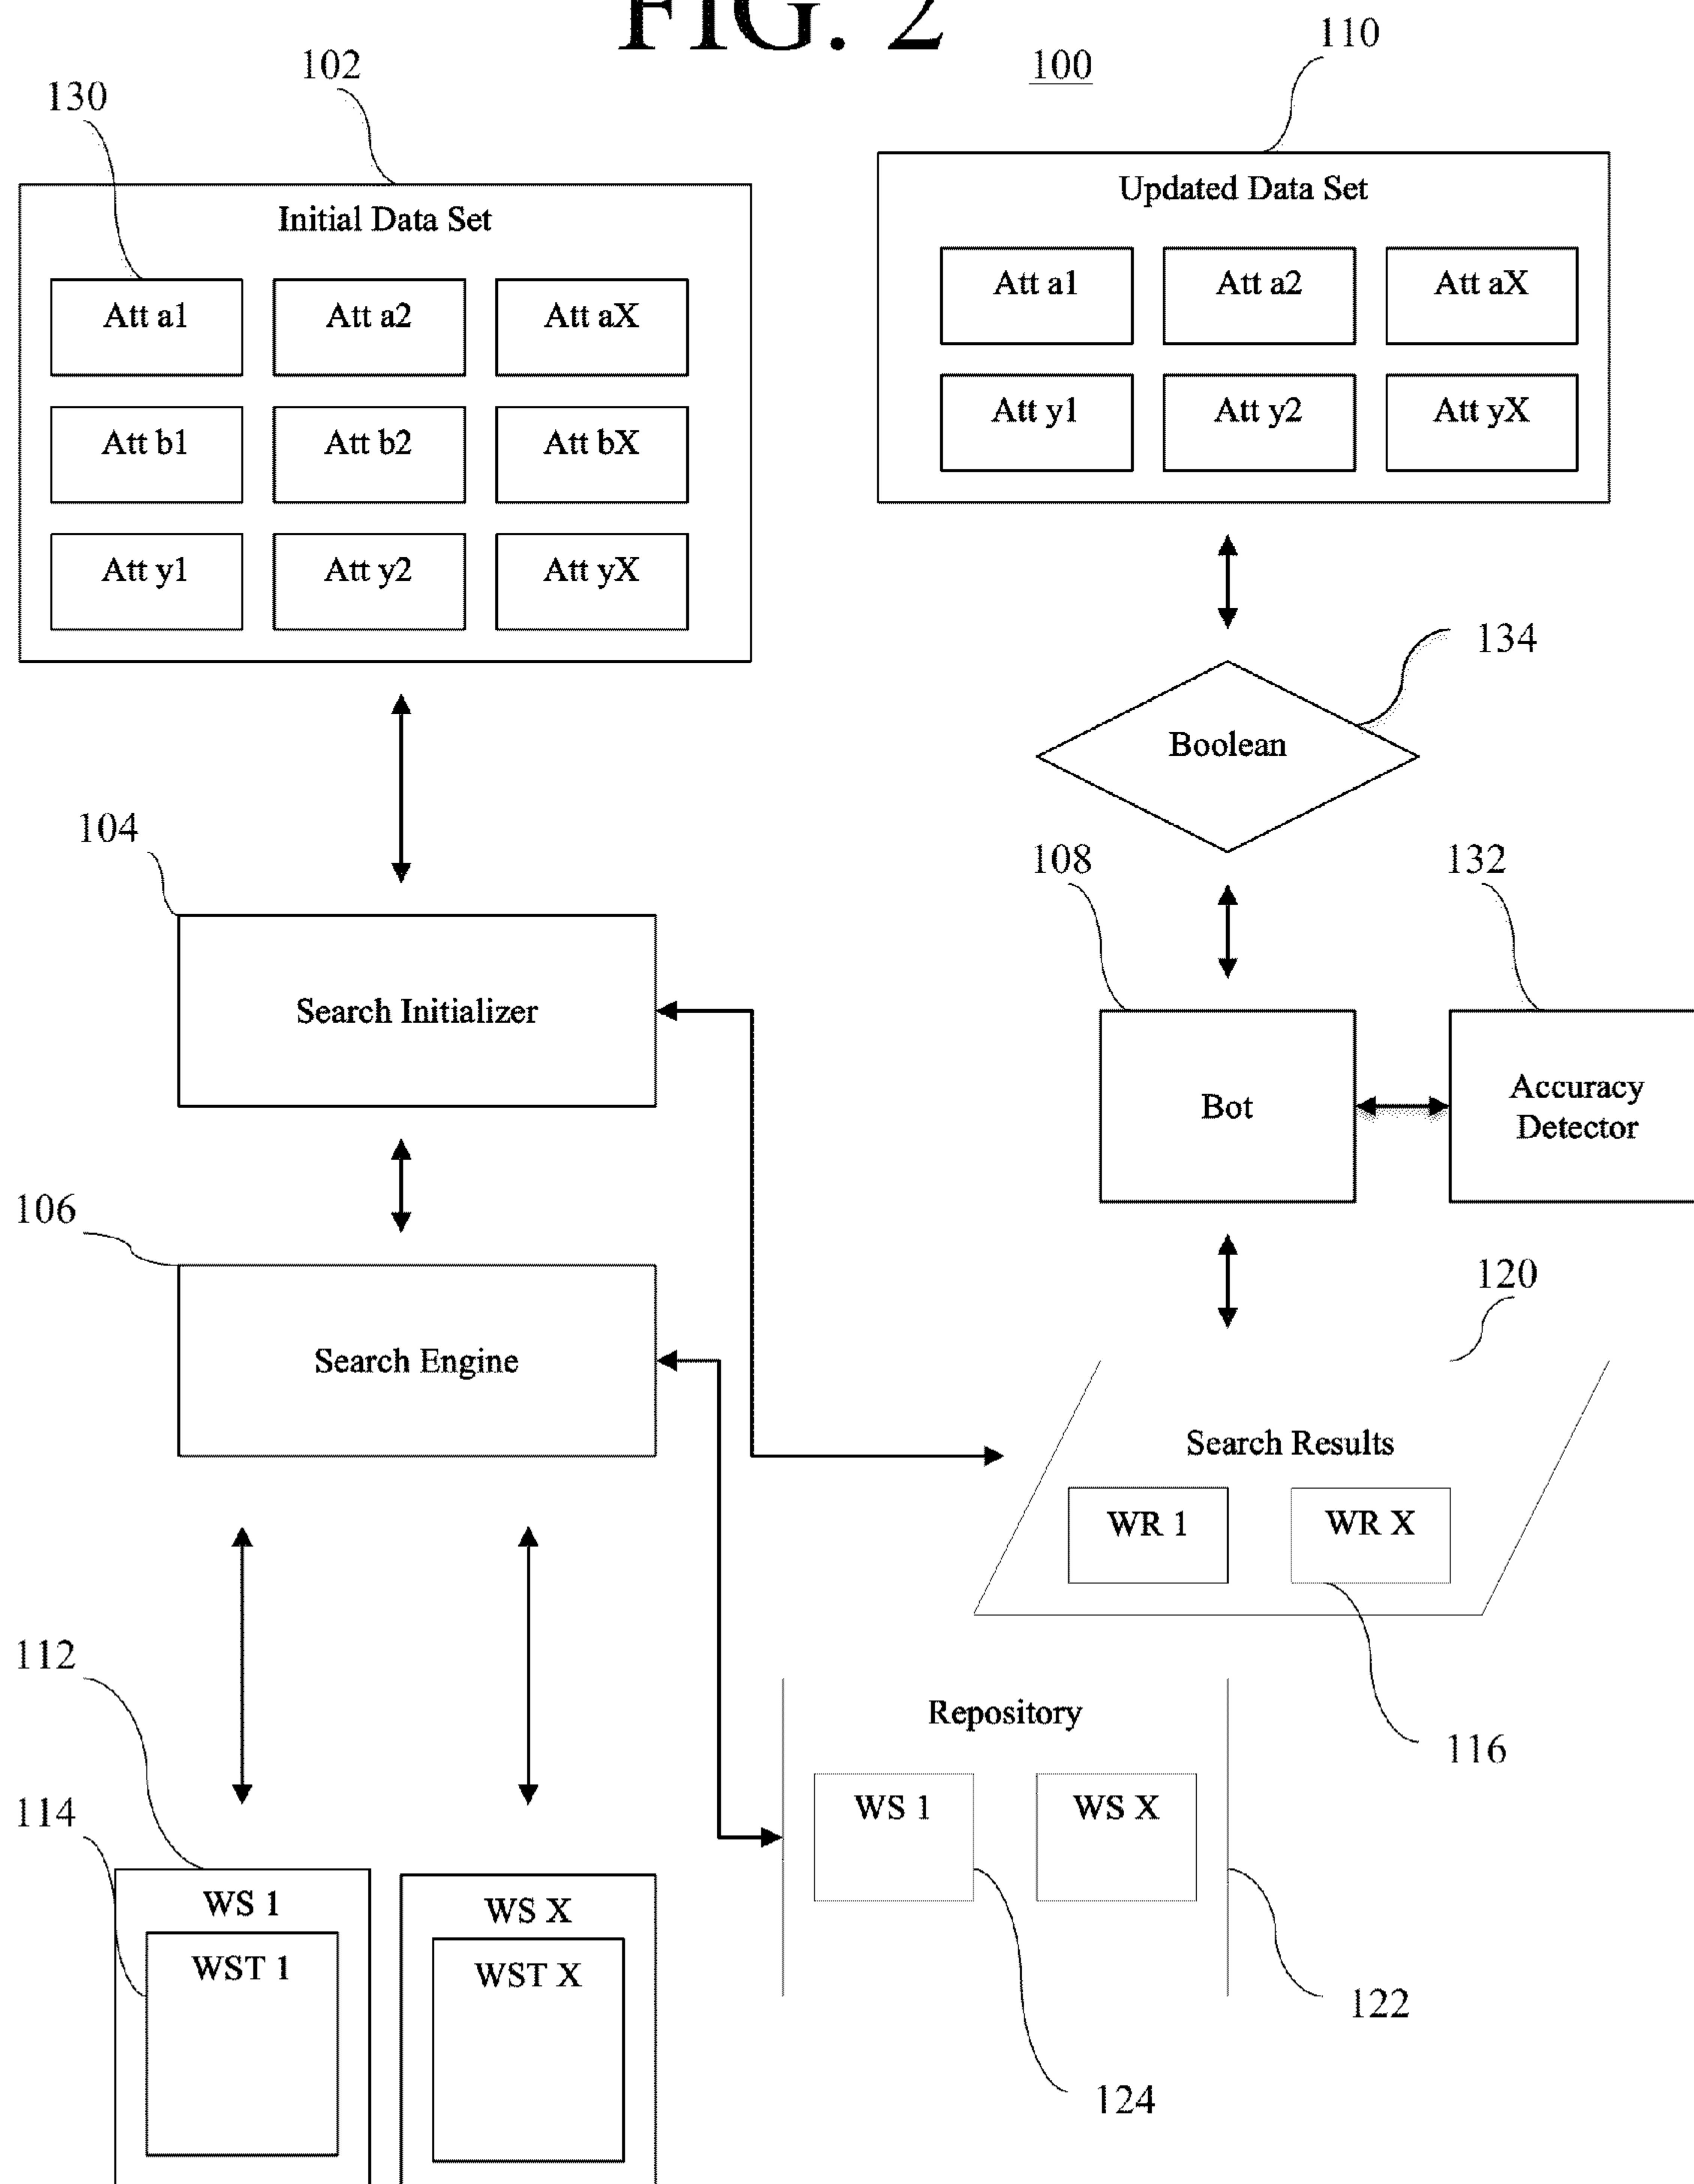 FIG. 2
100
110
102
130
Initial Data Set
Att a1 Att a2 Att aX
Att b1 Att b2 Att bX
Att y1 Att y2 Att yX
Updated Data Set
Att a1 Att a2 Att aX
Att y1 Att y2 Att yX
134
Boolean
104
Search Initializer
108
132
Bot
Accuracy
Detector
106
Search Engine
120
Search Results
WR 1 WR X
116
112
114
WS 1
WST 1
WS X
WST X
Repository
WS 1 WS X
122
124